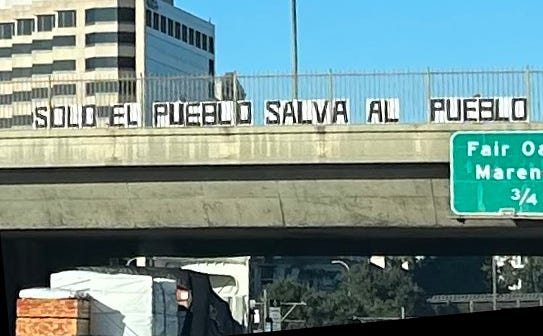 SOLO EL PUEBLO SALVA AL PUEBLO
Fair Oa
Maren
3/4